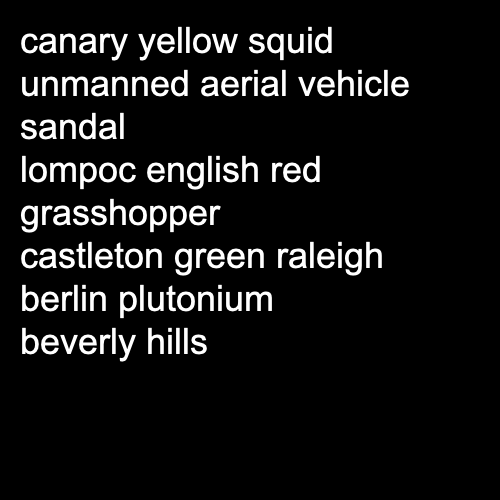 canary yellow squid
unmanned aerial vehicle
sandal
lompoc english red
grasshopper
castleton green raleigh
berlin plutonium
beverly hills